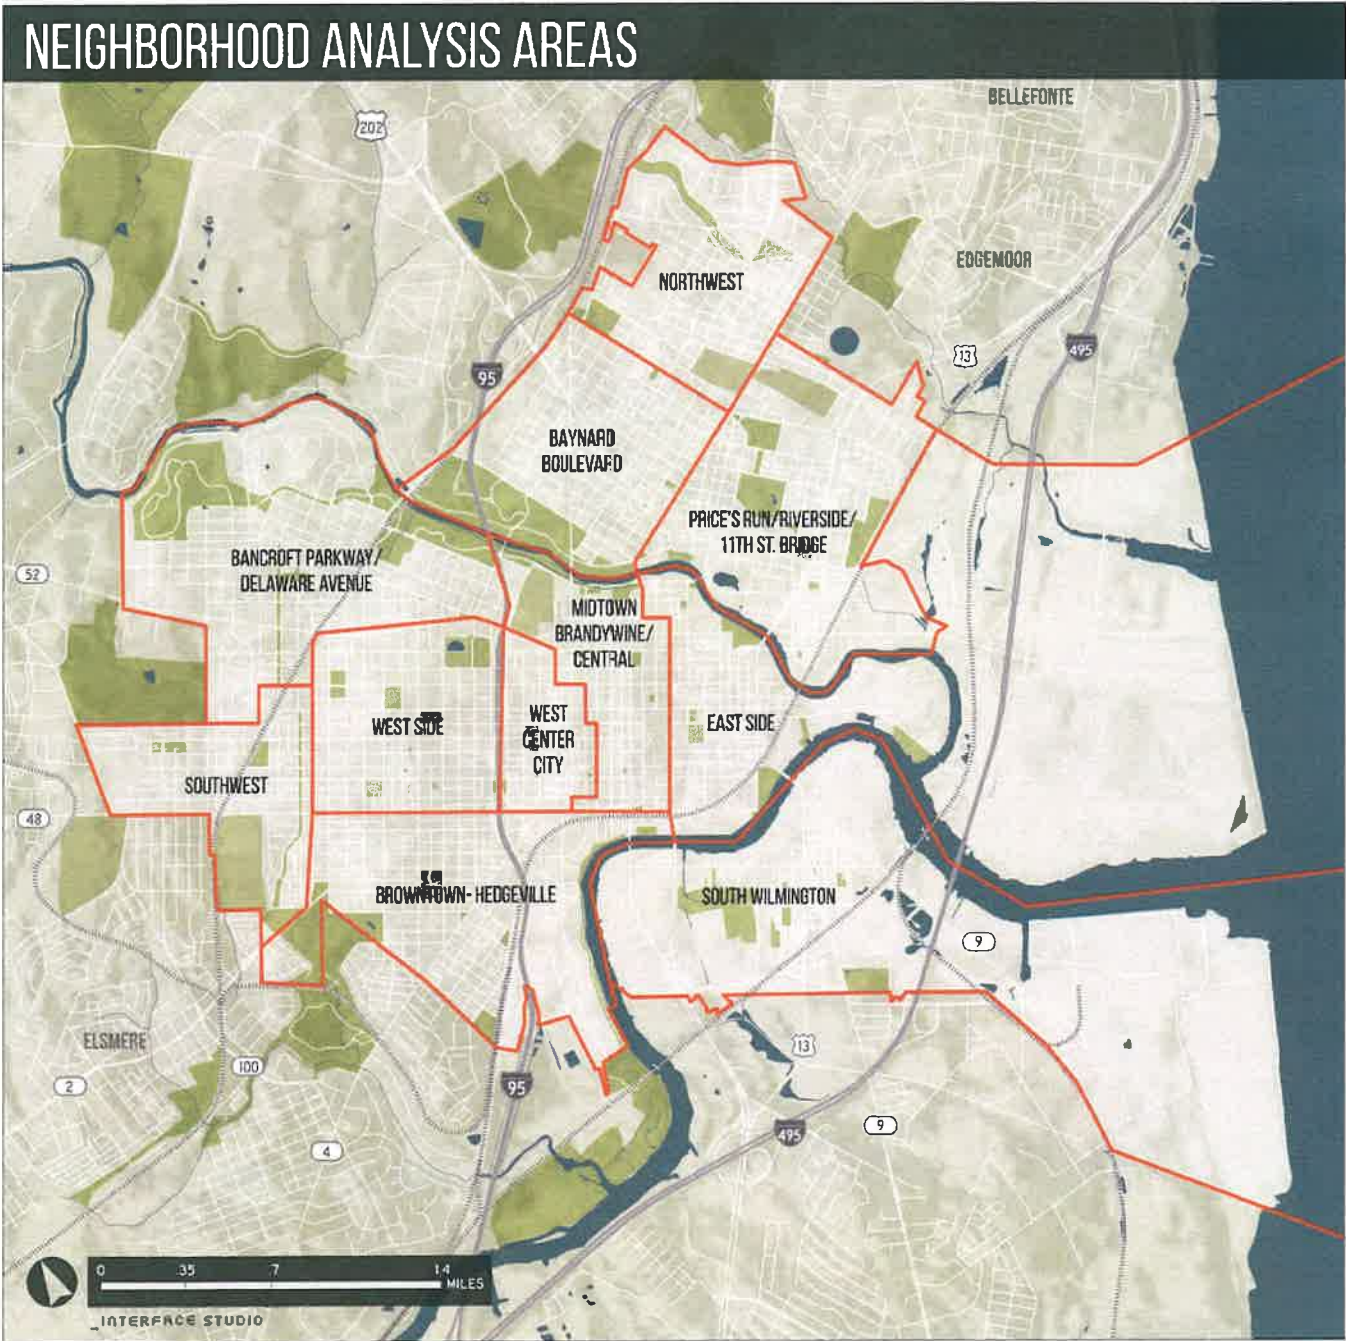 NEIGHBORHOOD ANALYSIS AREAS
BELLEFONTE
202
EDGEMOOR
NORTHWEST
13
495
95
BAYNARD
BOULEVARD
PRICE'S RUN/RIVERSIDE/
11TH ST. BRIDGE
BANCROFT PARKWAY/
DELAWARE AVENUE
52
MIDTOWN
BRANDYWINE/
CENTRAL
WEST SIDE
WEST
CENTER
CITY
EAST SIDE
SOUTHWEST
48
BROWNTOWN- HEDGEVILLE
SOUTH WILMINGTON
9
ELSMERE
13
100
2
95
495
9
4
0 .35 .7 1.4
MILES
_INTERFACE STUDIO